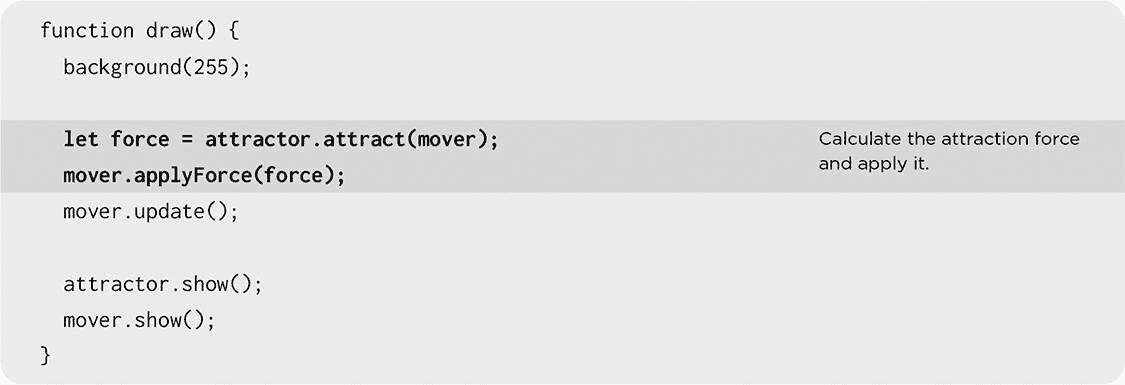 function draw() {
background(255);
let force = attractor.attract(mover);
mover.applyForce(force);
Calculate the attraction force
and apply it.
mover.update();
attractor.show();
mover.show();
}